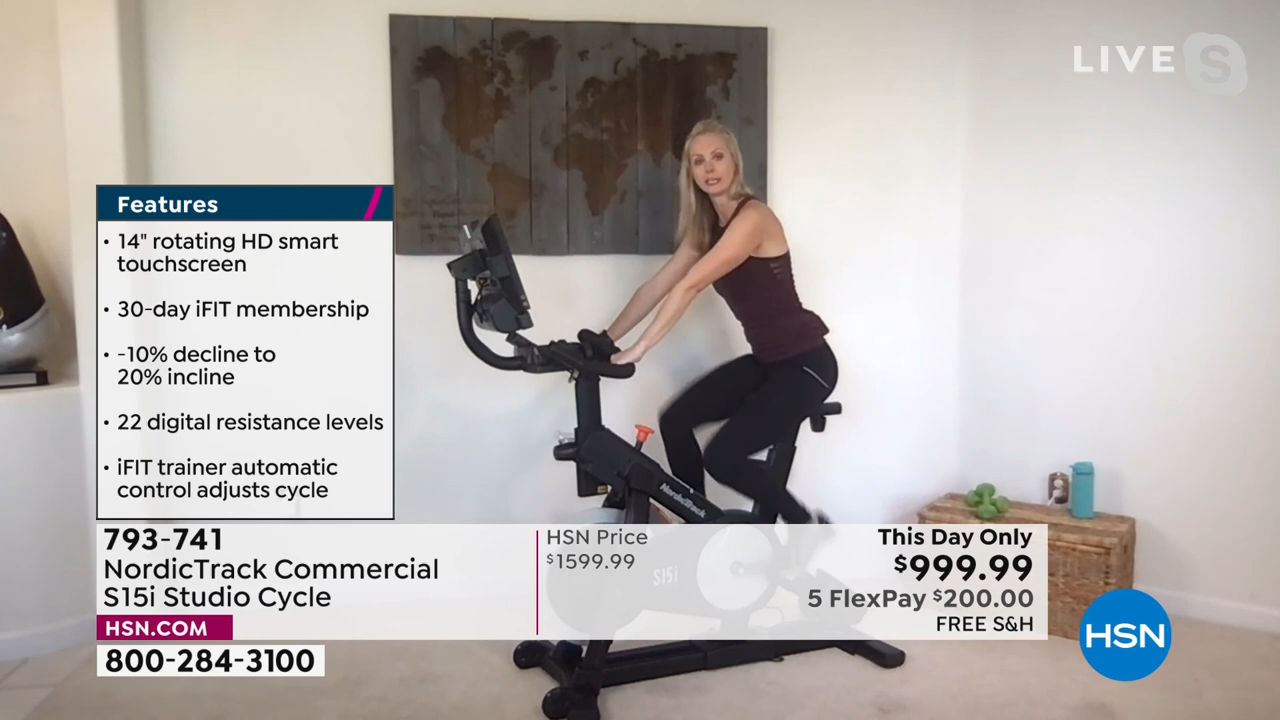 LIVE S
Features
• 14" rotating HD smart
touchscreen
• 30-day iFIT membership
• -10% decline to
20% incline
• 22 digital resistance levels
• iFIT trainer automatic
control adjusts cycle
NordicTrack
S15i
793-741
NordicTrack Commercial
S15i Studio Cycle
HSN.COM
800-284-3100
HSN Price
$1599.99
This Day Only
$999.99
5 FlexPay $200.00
FREE S&H
HSN